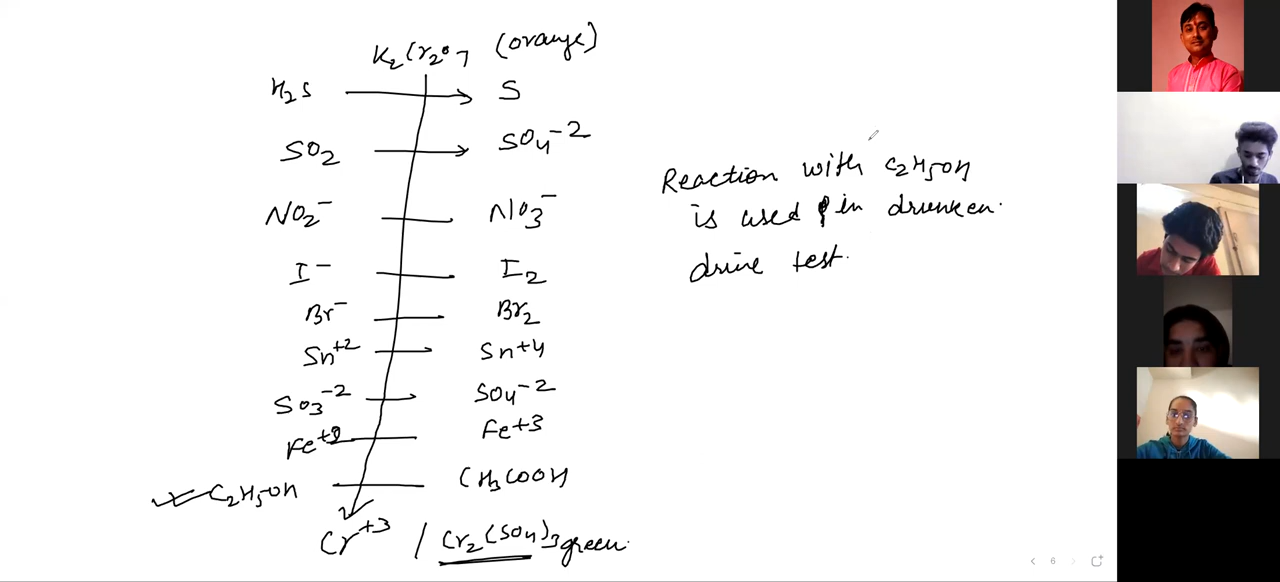 K2Cr2O7 (orange)
H2S → S
SO2 → SO4-2
NO2- NO3-
I- I2
Br- Br2
Sn+2 → Sn+4
SO3-2 → SO4-2
Fe+2 Fe+3
C2H5OH CH3COOH
Cr+3 / Cr2(SO4)3 green.
Reaction with C2H5OH
is used in drunken
drive test.
6